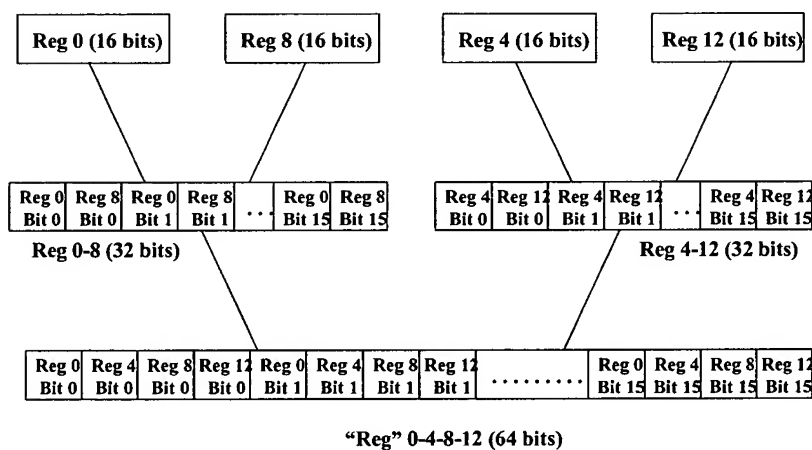 Reg 0 (16 bits) Reg 8 (16 bits) Reg 4 (16 bits) Reg 12 (16 bits)
Reg 0 Reg 8 Reg 0 Reg 8 Reg 0 Reg 8 Reg 4 Reg 12 Reg 4 Reg 12 Reg 4 Reg 12
Bit 0 Bit 0 Bit 1 Bit 1 ... Bit 15 Bit 15 Bit 0 Bit 0 Bit 1 Bit 1 ... Bit 15 Bit 15
Reg 0-8 (32 bits) Reg 4-12 (32 bits)
Reg 0 Reg 4 Reg 8 Reg 12 Reg 0 Reg 4 Reg 8 Reg 12 Reg 0 Reg 4 Reg 8 Reg 12
Bit 0 Bit 0 Bit 0 Bit 0 Bit 1 Bit 1 Bit 1 Bit 1 ......... Bit 15 Bit 15 Bit 15 Bit 15
“Reg” 0-4-8-12 (64 bits)